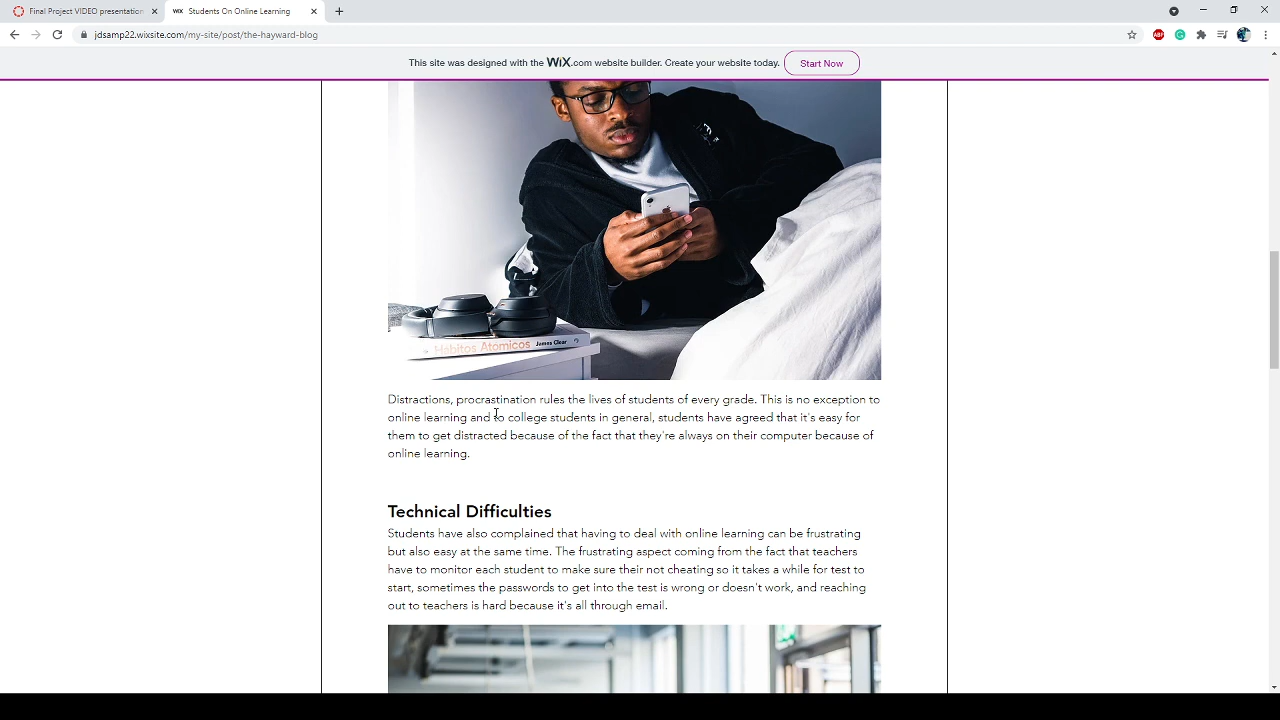 Final Project VIDEO presentation
WIX Students On Online Learning
jdsamp22.wixsite.com/my-site/post/the-hayward-blog
ABP
This site was designed with the WiX.com website builder. Create your website today.
Start Now
Hábitos Atómicos James Clear
Distractions, procrastination rules the lives of students of every grade. This is no exception to
online learning and to college students in general, students have agreed that it's easy for
them to get distracted because of the fact that they're always on their computer because of
online learning.
Technical Difficulties
Students have also complained that having to deal with online learning can be frustrating
but also easy at the same time. The frustrating aspect coming from the fact that teachers
have to monitor each student to make sure their not cheating so it takes a while for test to
start, sometimes the passwords to get into the test is wrong or doesn't work, and reaching
out to teachers is hard because it's all through email.